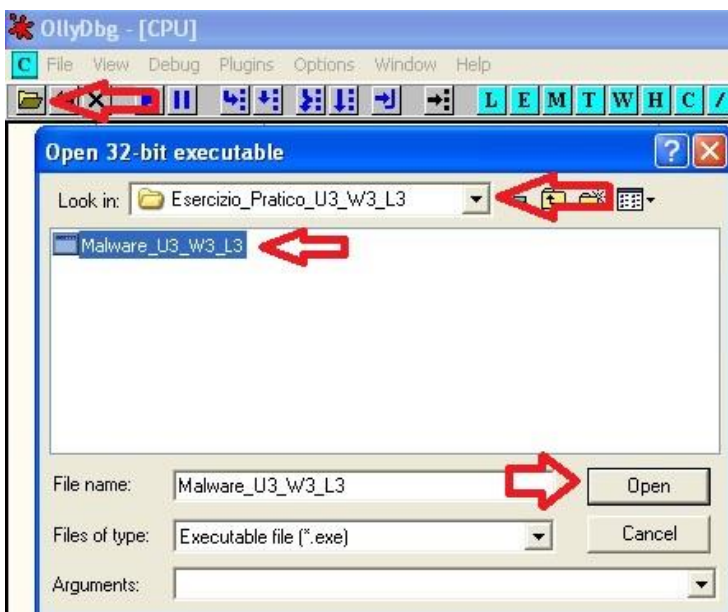 OllyDbg - [CPU]
C File View Debug Plugins Options Window Help
L E M T W H C /
Open 32-bit executable
Look in: Esercizio_Pratico_U3_W3_L3
Malware_U3_W3_L3
File name: Malware_U3_W3_L3 Open
Files of type: Executable file (*.exe) Cancel
Arguments: